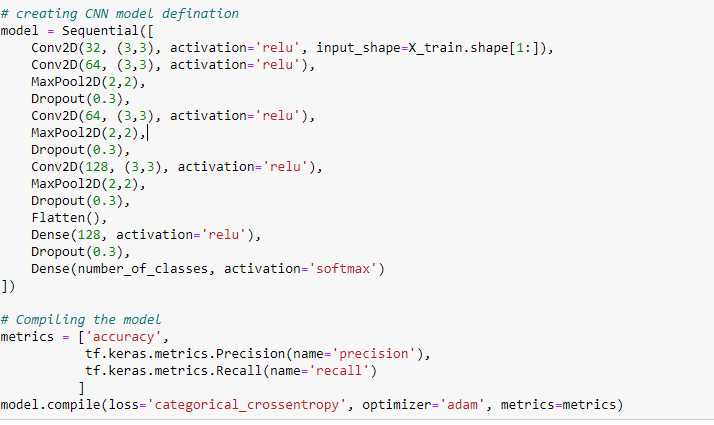 # creating CNN model defination
model = Sequential([
    Conv2D(32, (3,3), activation='relu', input_shape=X_train.shape[1:]),
    Conv2D(64, (3,3), activation='relu'),
    MaxPool2D(2,2),
    Dropout(0.3),
    Conv2D(64, (3,3), activation='relu'),
    MaxPool2D(2,2),
    Dropout(0.3),
    Conv2D(128, (3,3), activation='relu'),
    MaxPool2D(2,2),
    Dropout(0.3),
    Flatten(),
    Dense(128, activation='relu'),
    Dropout(0.3),
    Dense(number_of_classes, activation='softmax')
])
# Compiling the model
metrics = ['accuracy',
           tf.keras.metrics.Precision(name='precision'),
           tf.keras.metrics.Recall(name='recall')
          ]
model.compile(loss='categorical_crossentropy', optimizer='adam', metrics=metrics)